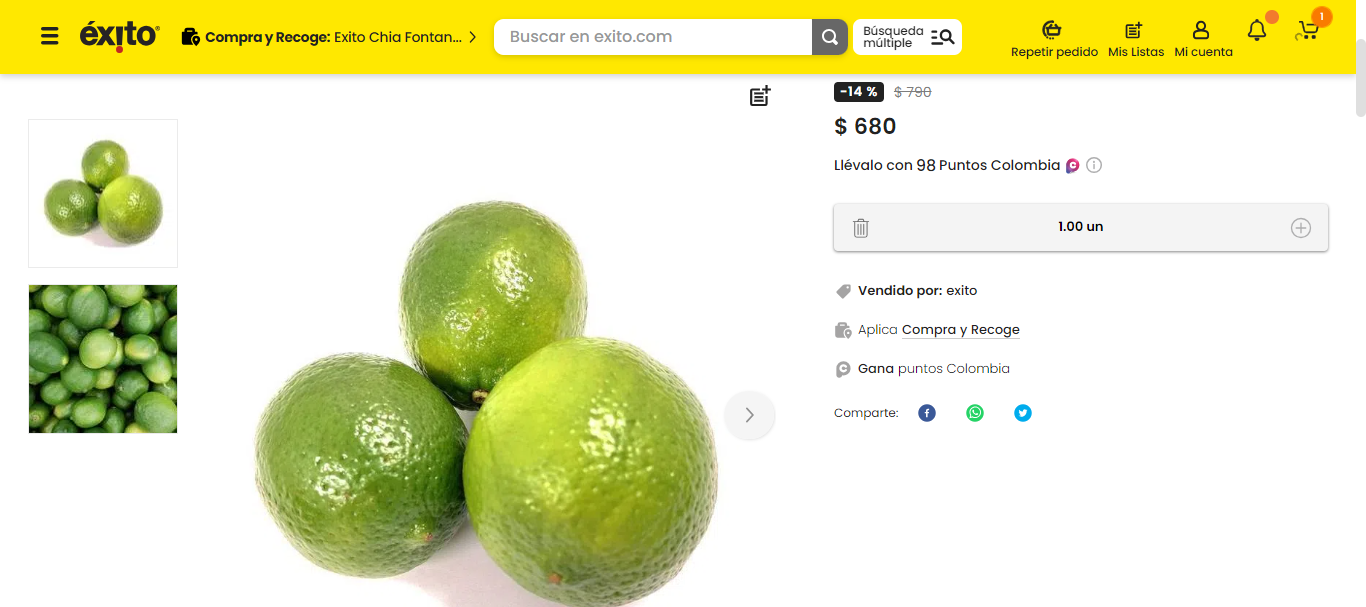 éxito
Compra y Recoge: Exito Chia Fontan...
Buscar en exito.com
Búsqueda
múltiple
Repetir pedido
Mis Listas
Mi cuenta
1
-14 % $ 790
$ 680
Llévalo con 98 Puntos Colombia
1.00 un
Vendido por: exito
Aplica Compra y Recoge
Gana puntos Colombia
Comparte: